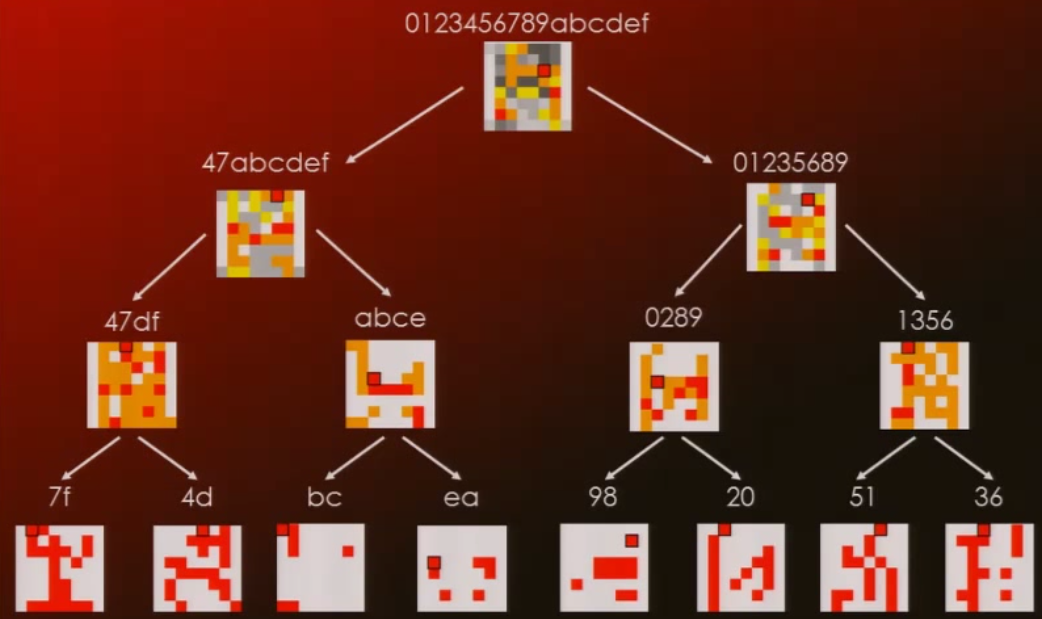 0123456789abcdef
47abcdef 01235689
47df abce 0289 1356
7f 4d bc ea 98 20 51 36